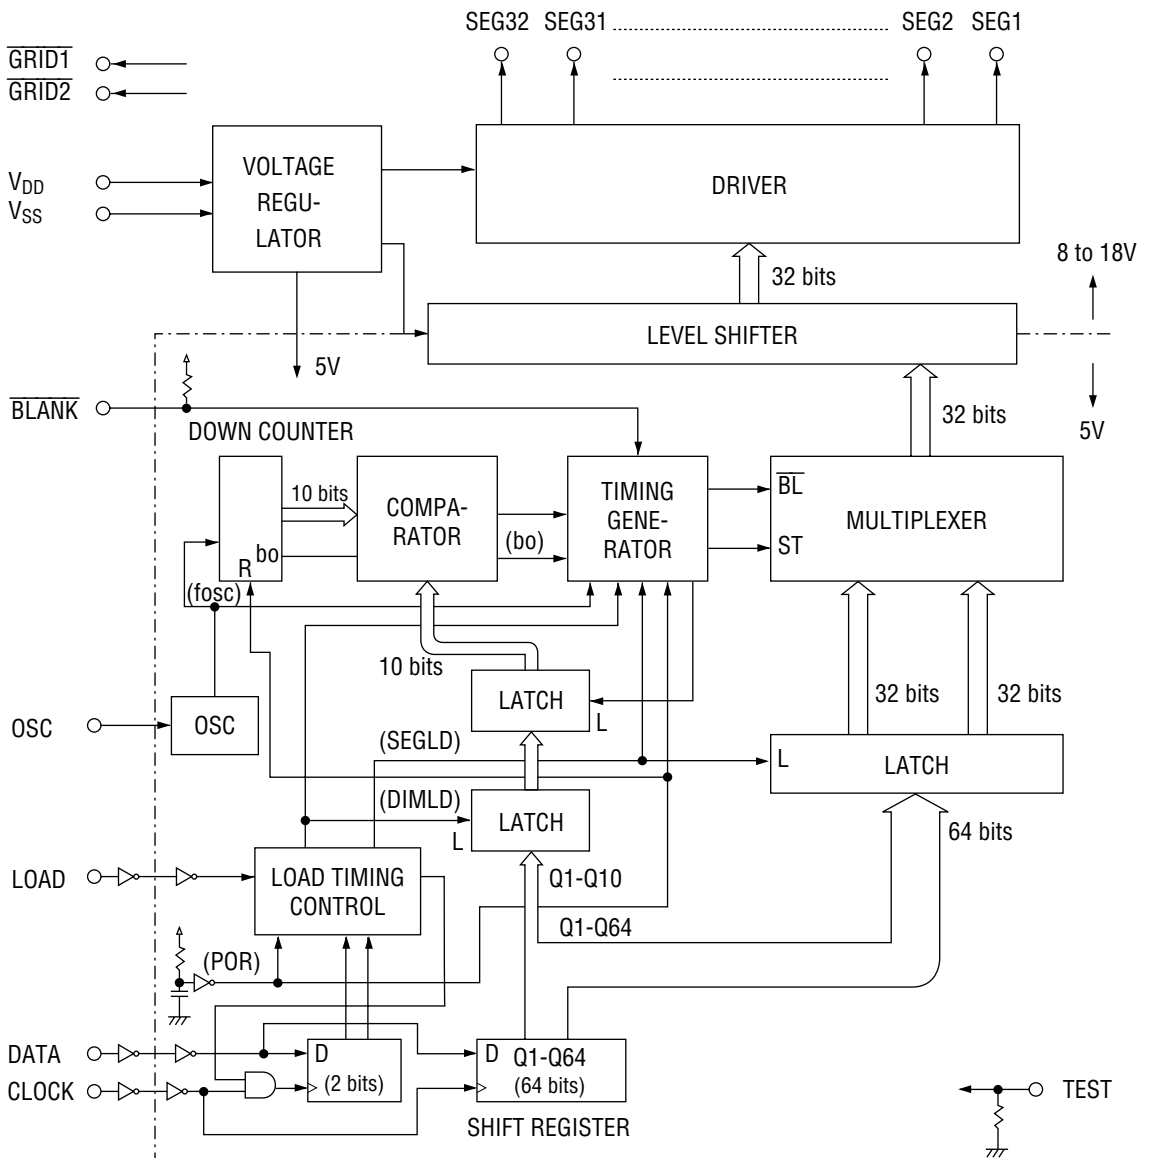 SEG32 SEG31 SEG2 SEG1
GRID1
GRID2
VDD
VSS
VOLTAGE
REGU-
LATOR
DRIVER
32 bits
8 to 18V
LEVEL SHIFTER
5V
BLANK
32 bits
5V
DOWN COUNTER
10 bits
bo
R
COMPA-
RATOR
(bo)
TIMING
GENE-
RATOR
BL
ST
MULTIPLEXER
(fosc)
10 bits
32 bits
32 bits
OSC
OSC
LATCH
L
(SEGLD)
L
LATCH
(DIMLD)
L
LATCH
64 bits
LOAD
LOAD TIMING
CONTROL
Q1-Q10
Q1-Q64
(POR)
DATA
CLOCK
D
(2 bits)
D Q1-Q64
(64 bits)
SHIFT REGISTER
TEST